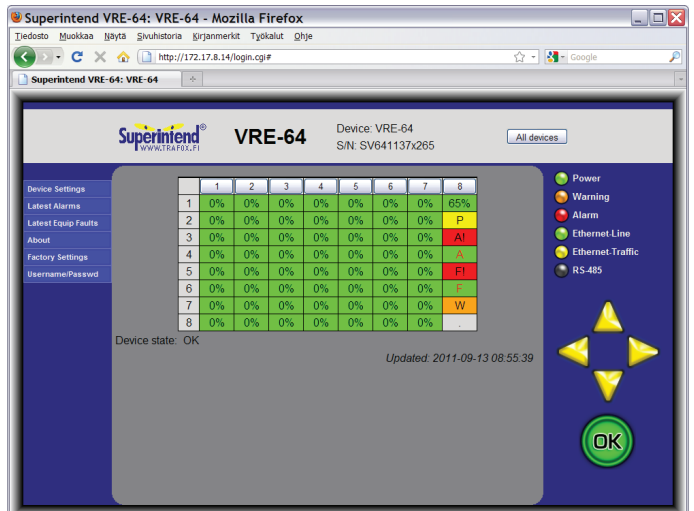 Superintend VRE-64: VRE-64 - Mozilla Firefox
Tiedosto Muokkaa Näytä Sivuhistoria Kirjanmerkit Työkalut Ohje
http://172.17.8.14/login.cgi#
Google
Superintend VRE-64: VRE-64
Superintend®
WWW.TRAFOX.FI
VRE-64
Device: VRE-64
S/N: SV641137x265
All devices
Device Settings
Latest Alarms
Latest Equip Faults
About
Factory Settings
Username/Passwd
1 2 3 4 5 6 7 8
1 0% 0% 0% 0% 0% 0% 0% 65%
2 0% 0% 0% 0% 0% 0% 0% P
3 0% 0% 0% 0% 0% 0% 0% A!
4 0% 0% 0% 0% 0% 0% 0% A
5 0% 0% 0% 0% 0% 0% 0% F!
6 0% 0% 0% 0% 0% 0% 0% F
7 0% 0% 0% 0% 0% 0% 0% W
8 0% 0% 0% 0% 0% 0% 0% .
Device state: OK
Updated: 2011-09-13 08:55:39
Power
Warning
Alarm
Ethernet-Line
Ethernet-Traffic
RS-485
OK